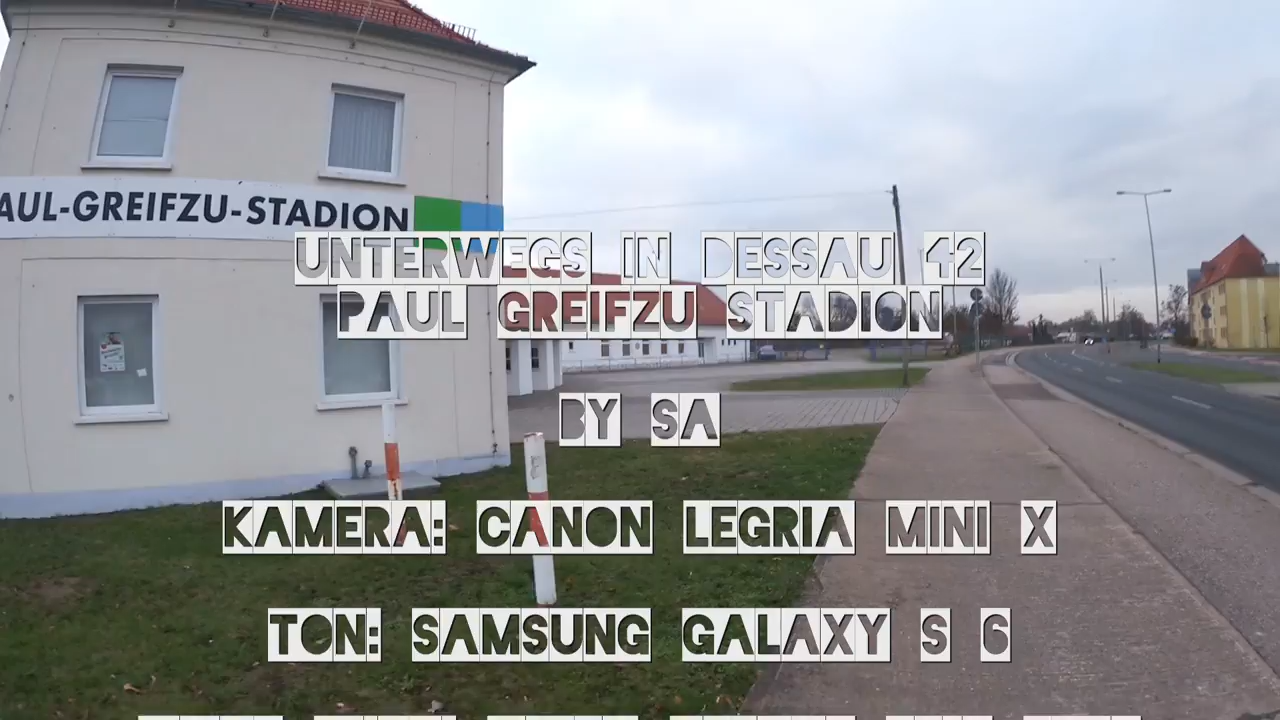 AUL-GREIFZU-STADION
UNTERWEGS IN DESSAU 42
PAUL GREIFZU STADION
BY SA
KAMERA: CANON LEGRIA MINI X
TON: SAMSUNG GALAXY S 6